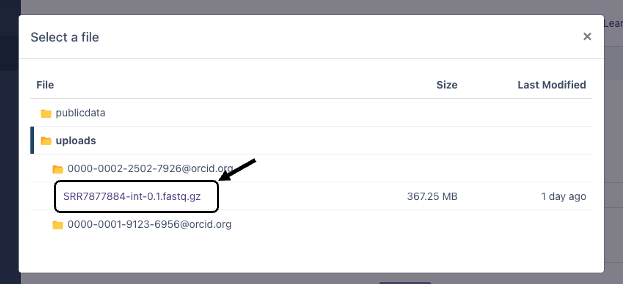 Select a file ×
Lear
File Size Last Modified
publicdata
uploads
0000-0002-2502-7926@orcid.org
SRR7877884-int-0.1.fastq.gz 367.25 MB 1 day ago
0000-0001-9123-6956@orcid.org